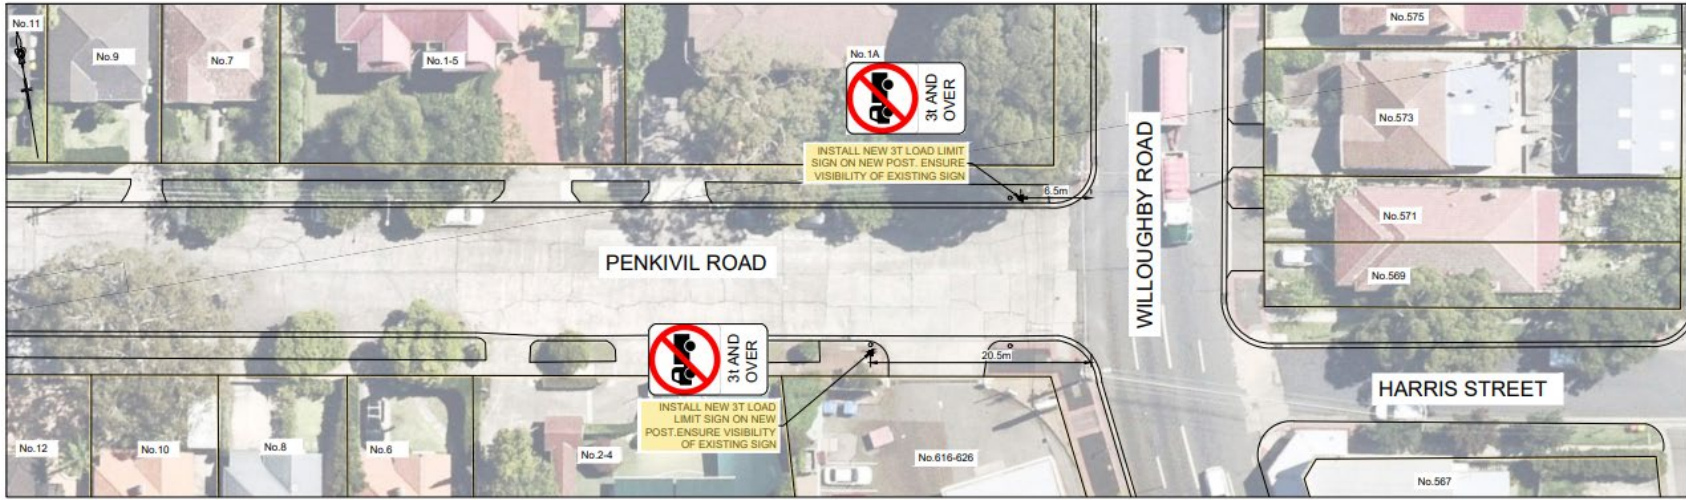 No.11
No.9
No.7
No.1-5
No.1A
3t AND
OVER
INSTALL NEW 3T LOAD LIMIT
SIGN ON NEW POST. ENSURE
VISIBILITY OF EXISTING SIGN
6.5m
WILLOUGHBY ROAD
No.575
No.573
No.571
No.569
PENKIVIL ROAD
3t AND
OVER
20.5m
INSTALL NEW 3T LOAD
LIMIT SIGN ON NEW
POST.ENSURE VISIBILITY
OF EXISTING SIGN
HARRIS STREET
No.12
No.10
No.8
No.6
No.2-4
No.616-626
No.567